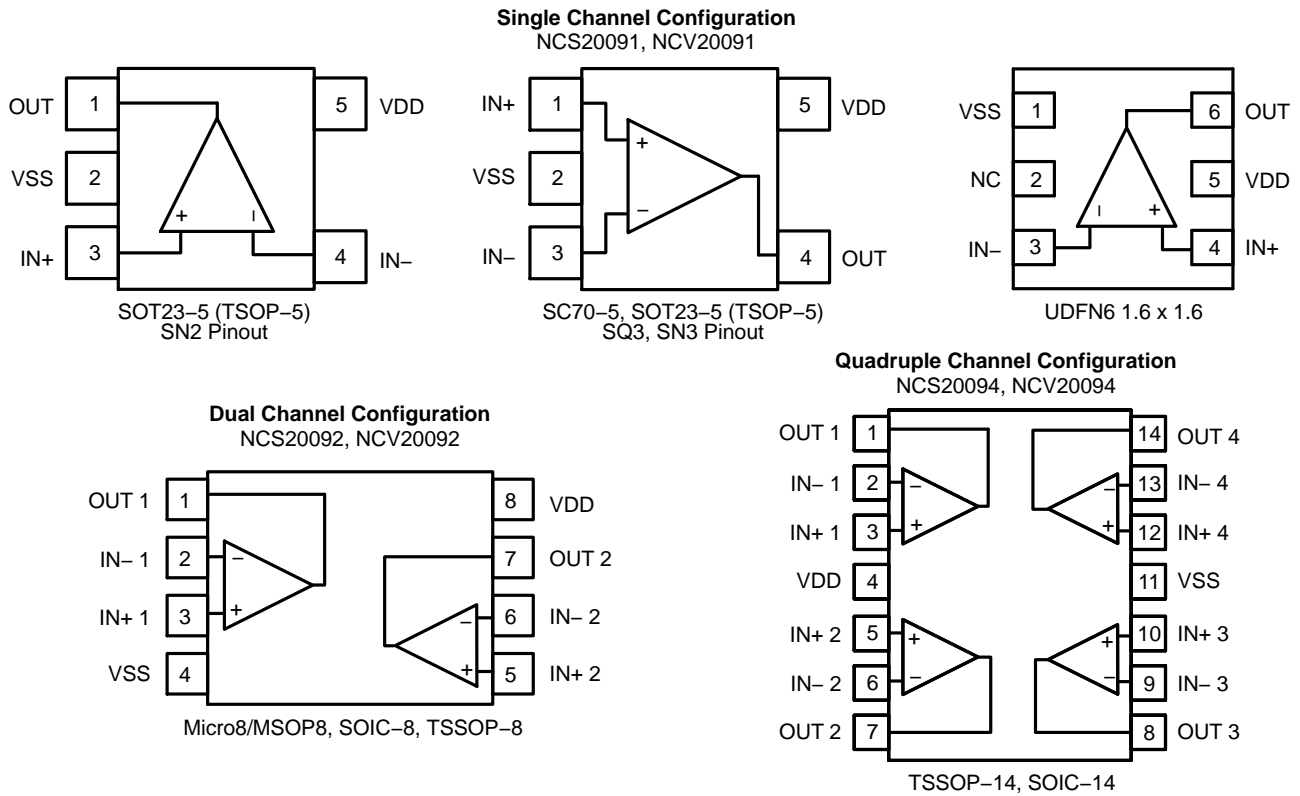 Single Channel Configuration
NCS20091, NCV20091
OUT 1 5 VDD
VSS 2
IN+ 3 4 IN−
+ −
SOT23−5 (TSOP−5)
SN2 Pinout
IN+ 1 5 VDD
VSS 2
IN− 3 4 OUT
+
−
SC70−5, SOT23−5 (TSOP−5)
SQ3, SN3 Pinout
VSS 1 6 OUT
NC 2 5 VDD
IN− 3 4 IN+
− +
UDFN6 1.6 x 1.6
Dual Channel Configuration
NCS20092, NCV20092
OUT 1 1 8 VDD
IN− 1 2 − 7 OUT 2
IN+ 1 3 + − 6 IN− 2
VSS 4 + 5 IN+ 2
Micro8/MSOP8, SOIC−8, TSSOP−8
Quadruple Channel Configuration
NCS20094, NCV20094
OUT 1 1 14 OUT 4
IN− 1 2 − − 13 IN− 4
IN+ 1 3 + + 12 IN+ 4
VDD 4 11 VSS
IN+ 2 5 + + 10 IN+ 3
IN− 2 6 − − 9 IN− 3
OUT 2 7 8 OUT 3
TSSOP−14, SOIC−14